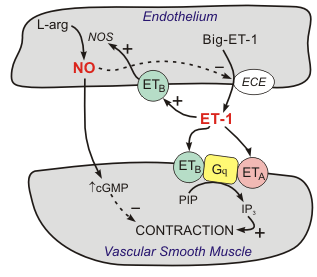 Endothelium
L-arg
NOS
Big-ET-1
NO
+
−
ETB
ECE
+
ET-1
ETB
Gq
ETA
PIP
IP3
↑cGMP
−
CONTRACTION
+
Vascular Smooth Muscle